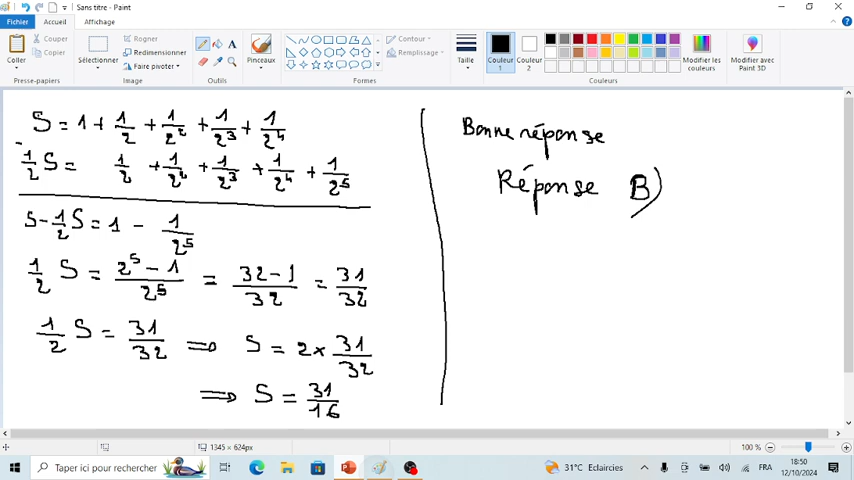 Sans titre - Paint
Fichier Accueil Affichage
Coller
Couper
Copier
Presse-papiers
Sélectionner
Rogner
Redimensionner
Faire pivoter
Image
Outils
Pinceaux
Contour
Remplissage
Formes
Taille
Couleur 1
Couleur 2
Modifier les couleurs
Couleurs
Modifier avec Paint 3D
S = 1 + 1/2 + 1/2² + 1/2³ + 1/2⁴
1/2 S = 1/2 + 1/2² + 1/2³ + 1/2⁴ + 1/2⁵
S - 1/2 S = 1 - 1/2⁵
1/2 S = (2⁵ - 1)/2⁵ = (32 - 1)/32 = 31/32
1/2 S = 31/32 ⟹ S = 2 × 31/32
⟹ S = 31/16
Bonne réponse
Réponse B)
1345 × 624px
100 %
Taper ici pour rechercher
31°C Eclaircies
FRA
18:50
12/10/2024